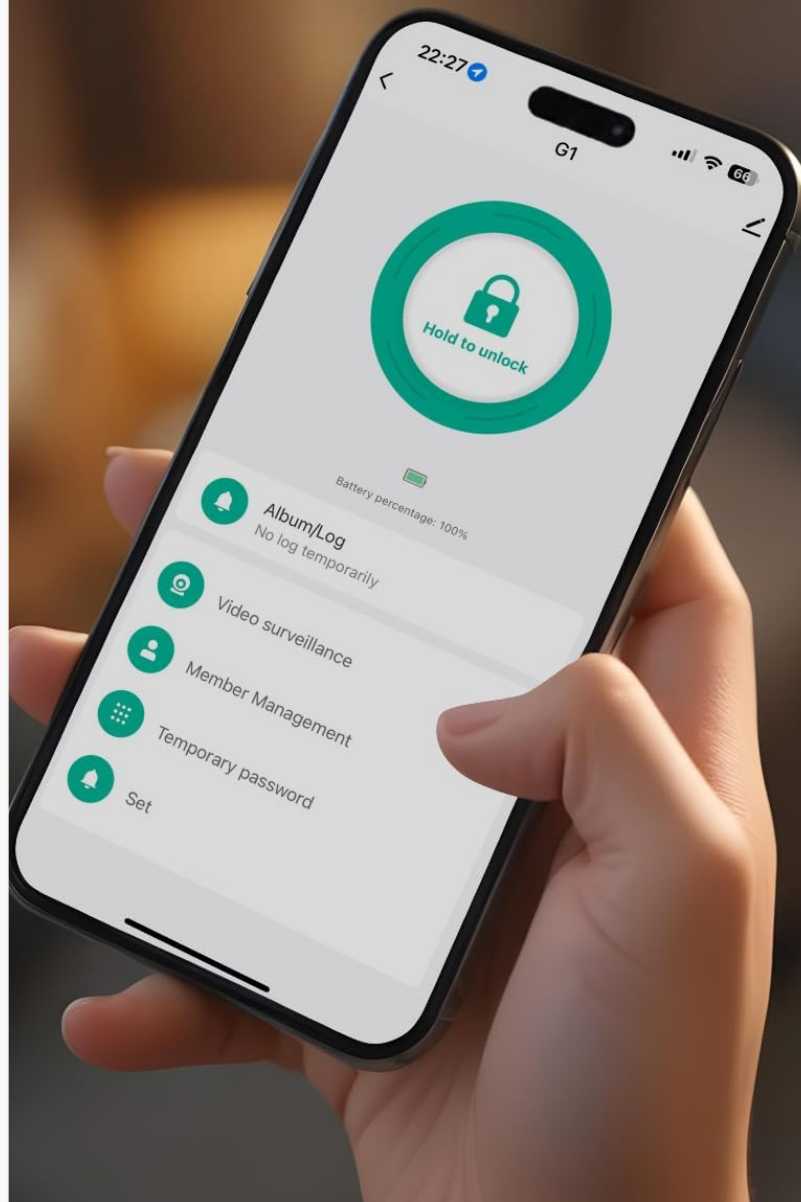 22:27
G1
66
Hold to unlock
Battery percentage: 100%
Album/Log
No log temporarily
Video surveillance
Member Management
Temporary password
Set